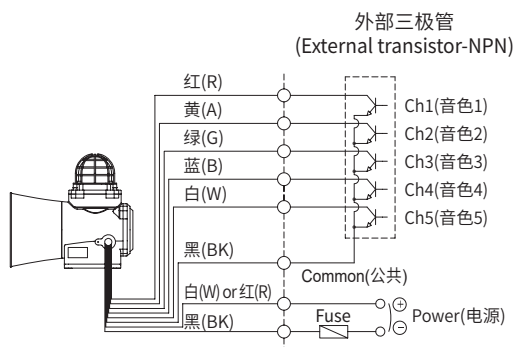 外部三极管
(External transistor-NPN)
红(R)
黄(A)
绿(G)
蓝(B)
白(W)
黑(BK)
白(W) or 红(R)
黑(BK)
Ch1(音色1)
Ch2(音色2)
Ch3(音色3)
Ch4(音色4)
Ch5(音色5)
Common(公共)
Fuse
Power(电源)